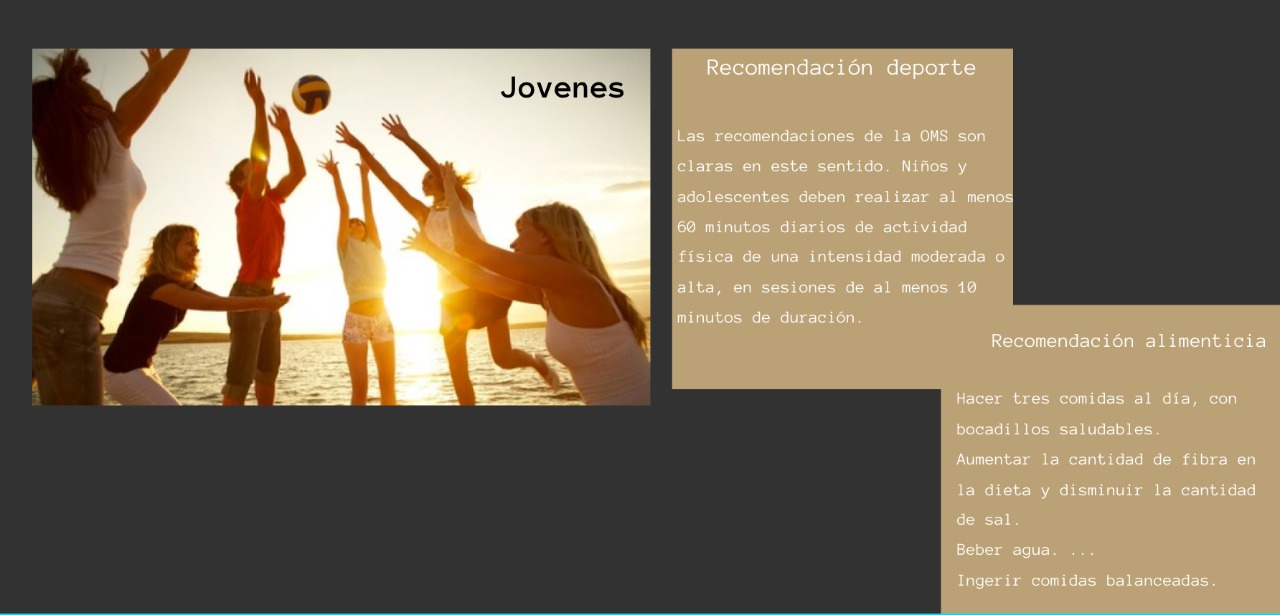 Jovenes
Recomendación deporte
Las recomendaciones de la OMS son
claras en este sentido. Niños y
adolescentes deben realizar al menos
60 minutos diarios de actividad
física de una intensidad moderada o
alta, en sesiones de al menos 10
minutos de duración.
Recomendación alimenticia
Hacer tres comidas al día, con
bocadillos saludables.
Aumentar la cantidad de fibra en
la dieta y disminuir la cantidad
de sal.
Beber agua. ...
Ingerir comidas balanceadas.